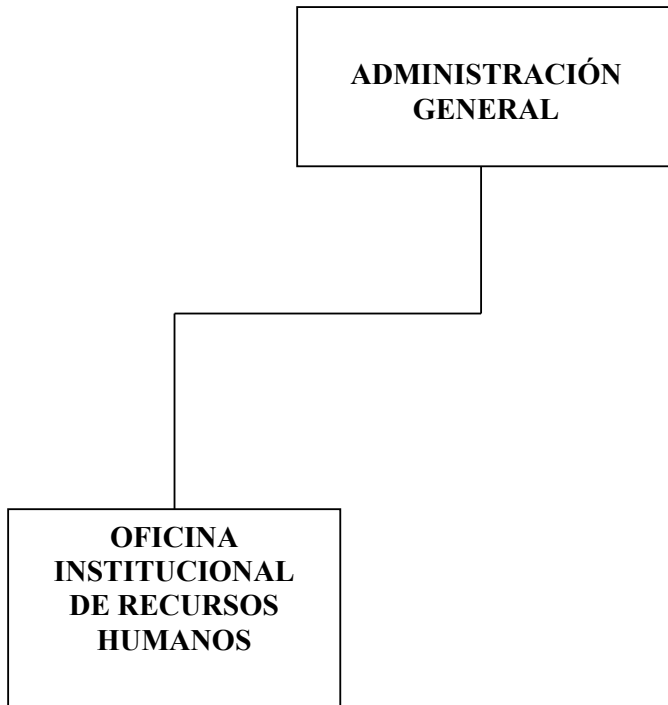 ADMINISTRACIÓN
GENERAL
OFICINA
INSTITUCIONAL
DE RECURSOS
HUMANOS